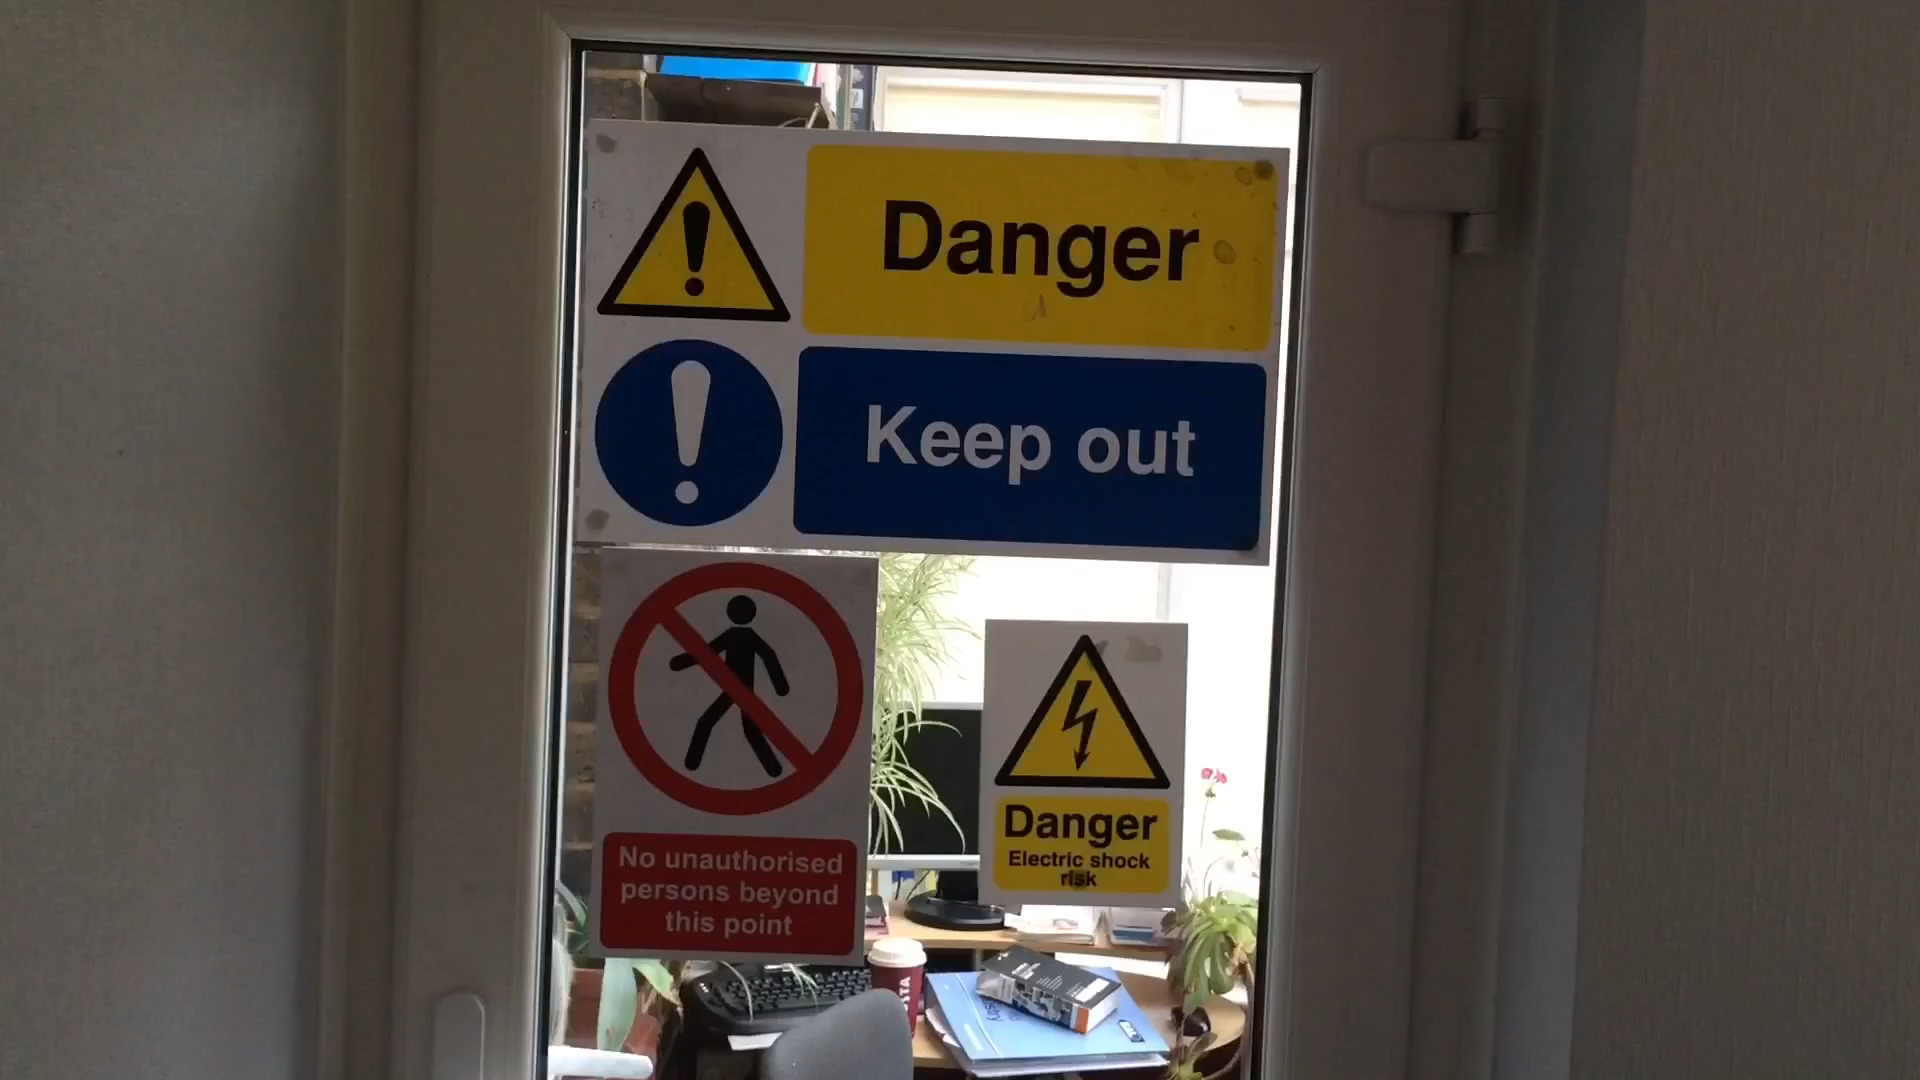 Danger
Keep out
No unauthorised
persons beyond
this point
Danger
Electric shock
risk